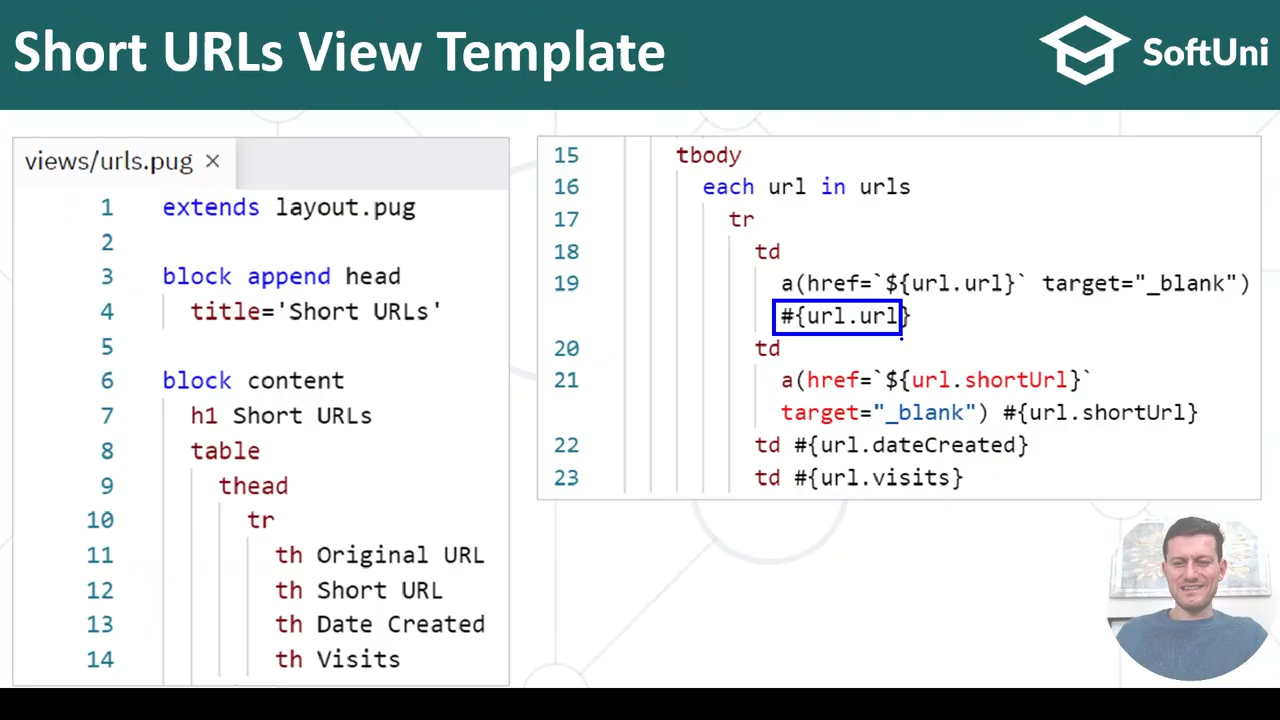 Short URLs View Template
SoftUni
views/urls.pug ×
1 extends layout.pug
2
3 block append head
4 title='Short URLs'
5
6 block content
7 h1 Short URLs
8 table
9 thead
10 tr
11 th Original URL
12 th Short URL
13 th Date Created
14 th Visits
15 tbody
16 each url in urls
17 tr
18 td
19 a(href=`${url.url}` target="_blank")
#{url.url}
20 td
21 a(href=`${url.shortUrl}`
target="_blank") #{url.shortUrl}
22 td #{url.dateCreated}
23 td #{url.visits}